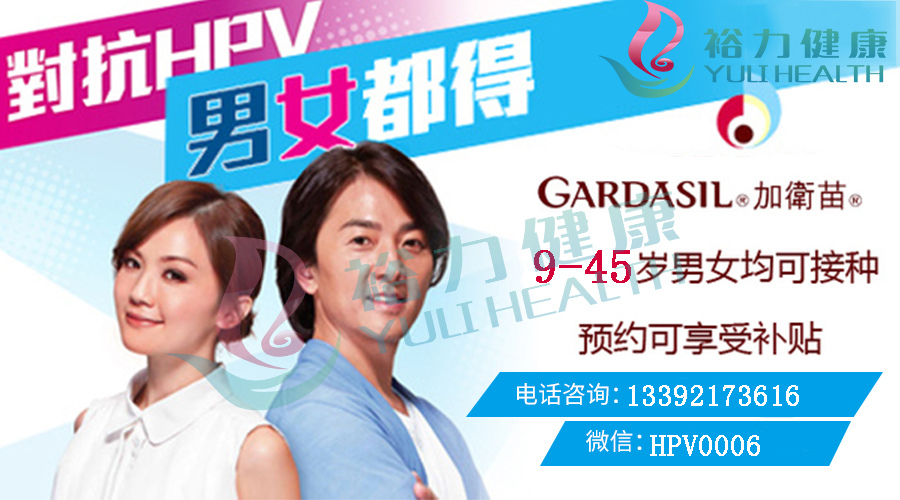 對抗HPV
男女都得
裕力健康
YULI HEALTH
GARDASIL®加衛苗®
9-45岁男女均可接种
预约可享受补贴
电话咨询：13392173616
微信：HPV0006
裕力健康
YULI HEALTH